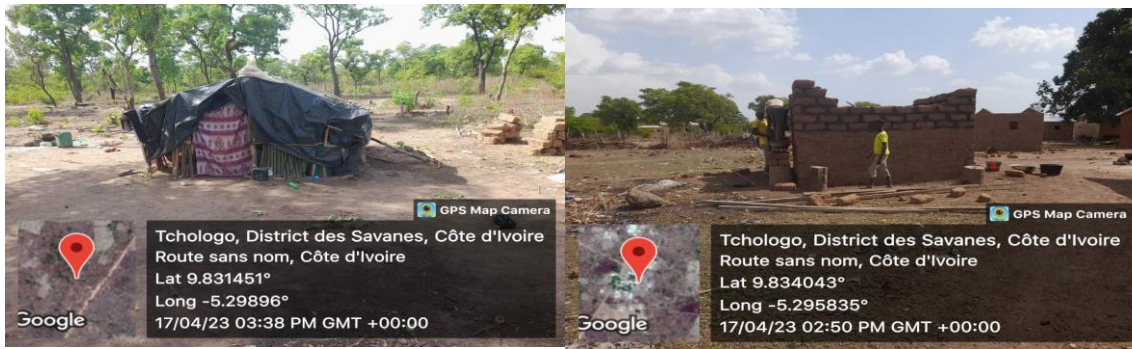 GPS Map Camera
Tchologo, District des Savanes, Côte d'Ivoire
Route sans nom, Côte d'Ivoire
Lat 9.831451°
Long -5.29896°
17/04/23 03:38 PM GMT +00:00
Google
GPS Map Camera
Tchologo, District des Savanes, Côte d'Ivoire
Route sans nom, Côte d'Ivoire
Lat 9.834043°
Long -5.295835°
17/04/23 02:50 PM GMT +00:00
Google